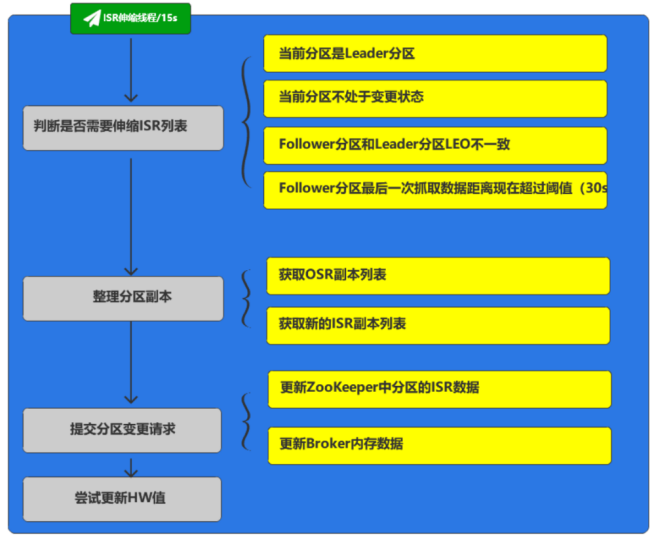 ISR伸缩线程/15s
判断是否需要伸缩ISR列表
当前分区是Leader分区
当前分区不处于变更状态
Follower分区和Leader分区LEO不一致
Follower分区最后一次抓取数据距离现在超过阈值（30s
整理分区副本
获取OSR副本列表
获取新的ISR副本列表
提交分区变更请求
更新ZooKeeper中分区的ISR数据
更新Broker内存数据
尝试更新HW值